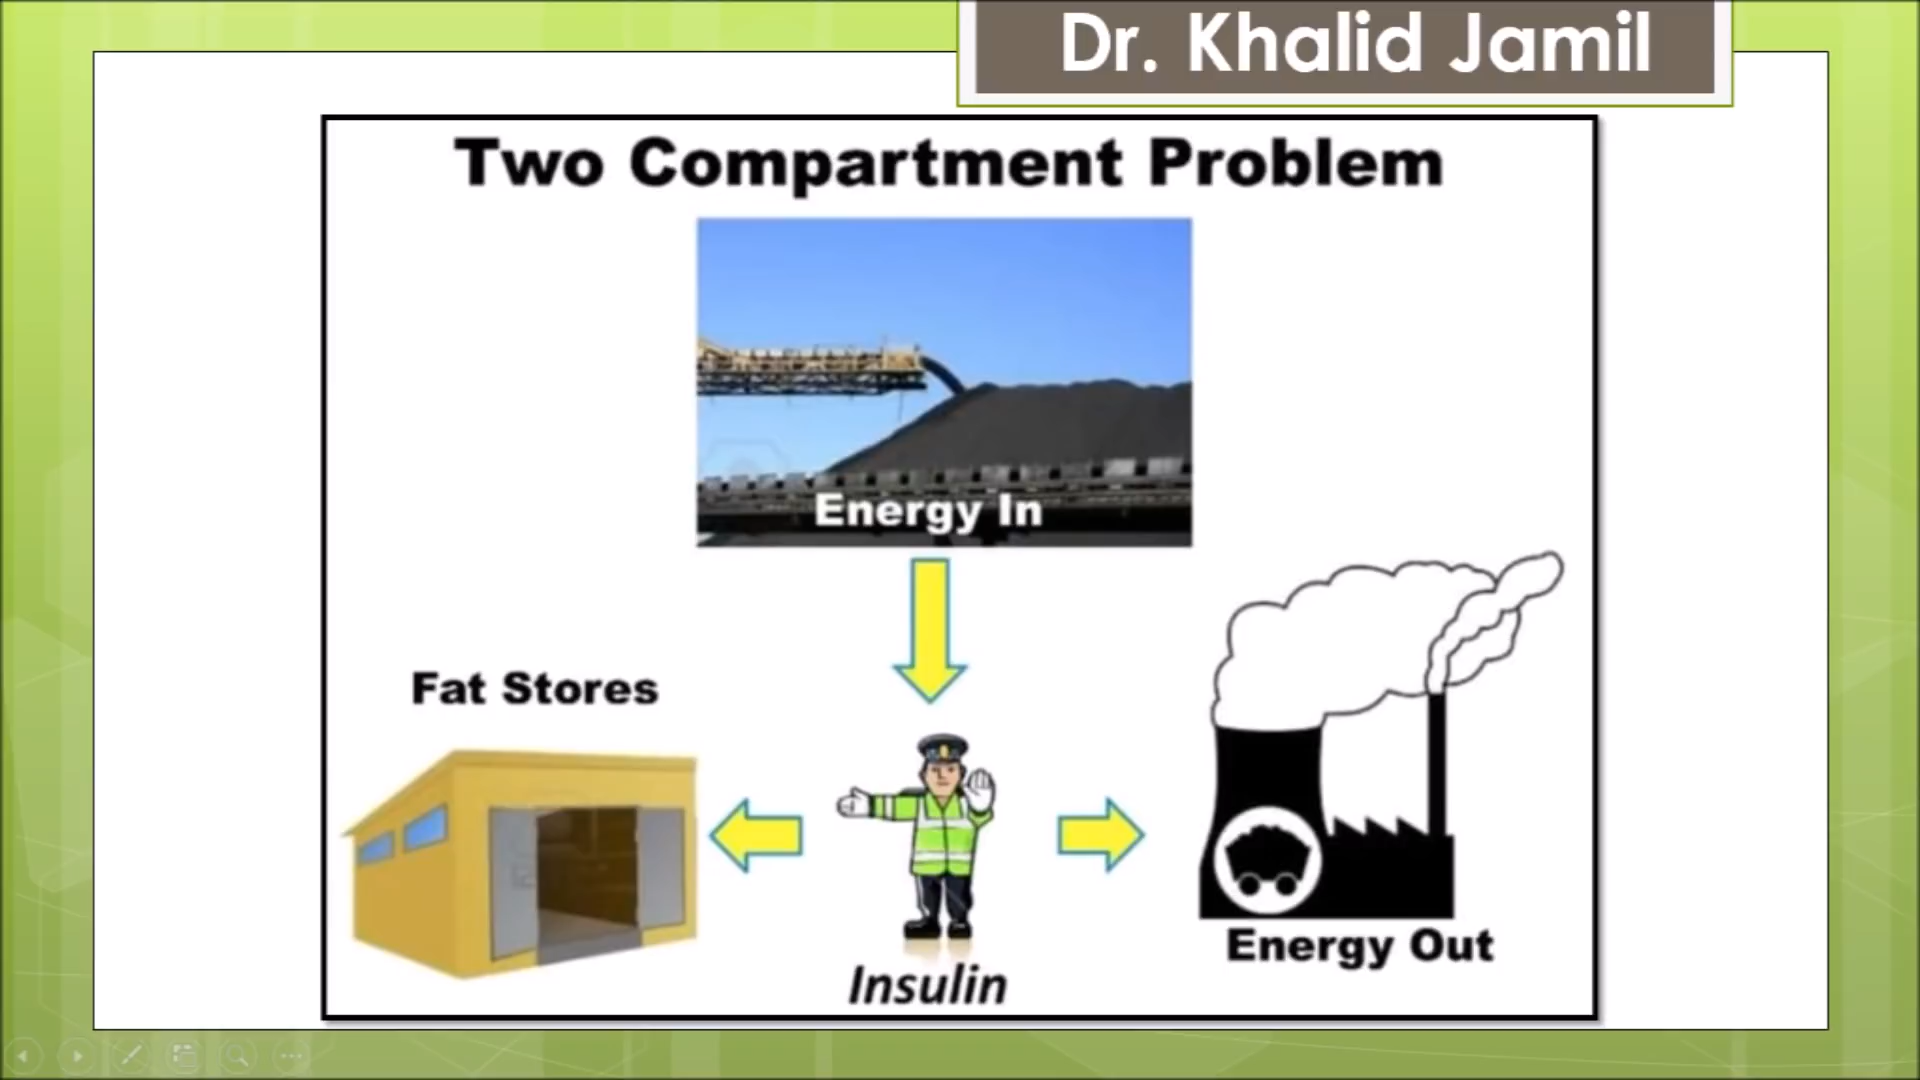 Dr. Khalid Jamil
Two Compartment Problem
Energy In
Fat Stores
Insulin
Energy Out